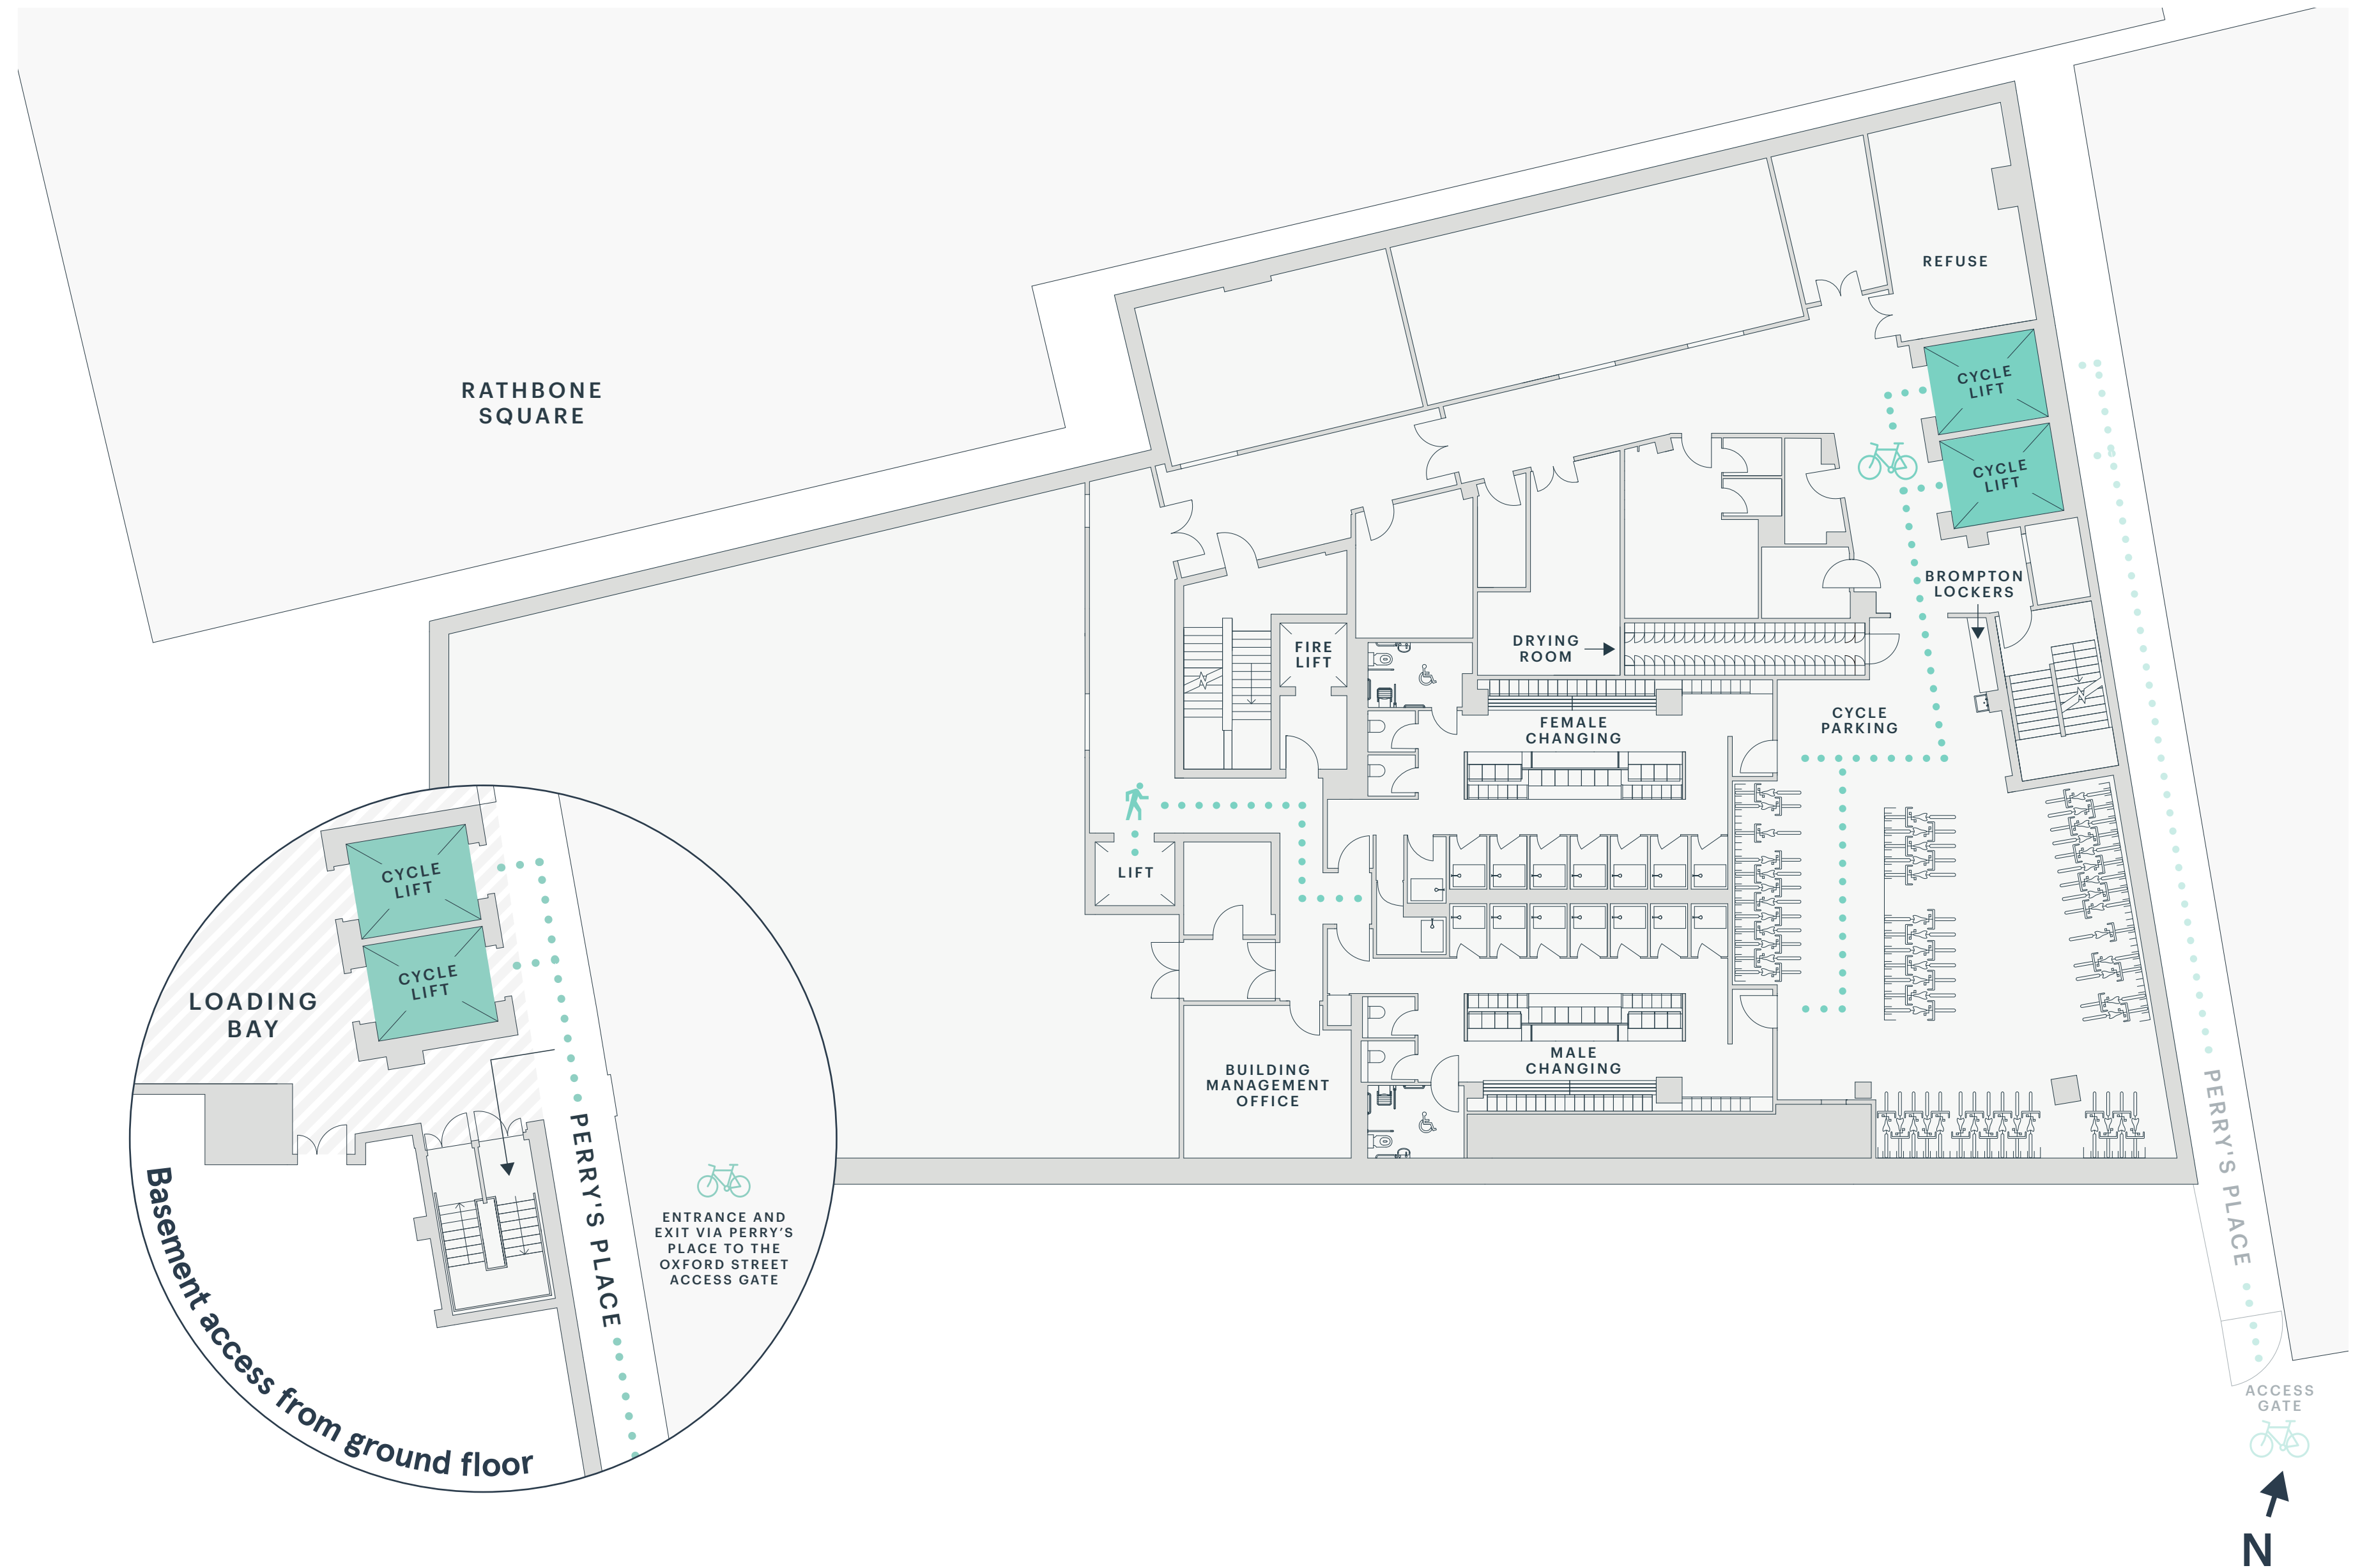 RATHBONE
SQUARE
REFUSE
CYCLE
LIFT
CYCLE
LIFT
BROMPTON
LOCKERS
FIRE
LIFT
DRYING
ROOM
FEMALE
CHANGING
CYCLE
PARKING
LIFT
MALE
CHANGING
BUILDING
MANAGEMENT
OFFICE
PERRY'S PLACE
ACCESS
GATE
N
CYCLE
LIFT
CYCLE
LIFT
LOADING
BAY
PERRY'S PLACE
ENTRANCE AND
EXIT VIA PERRY'S
PLACE TO THE
OXFORD STREET
ACCESS GATE
Basement access from ground floor